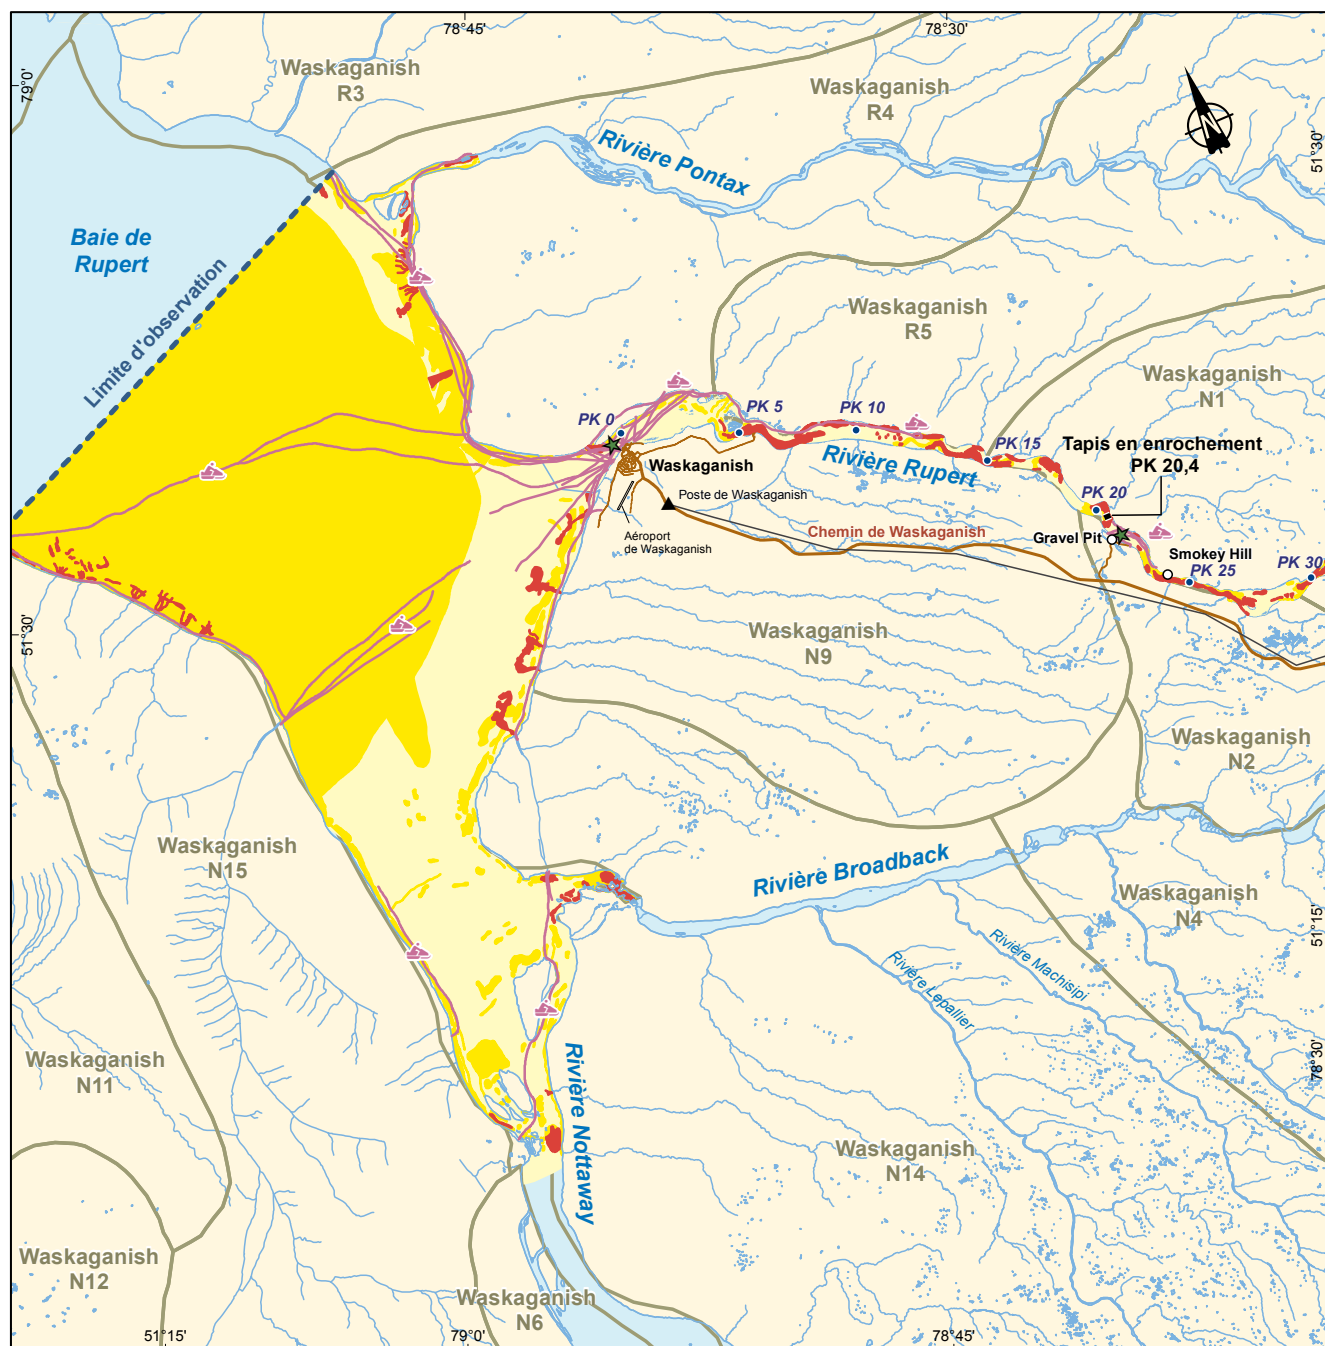 78°45'
78°30'
79°0'
51°30'
Waskaganish
R3
Waskaganish
R4
Rivière Pontax
Baie de
Rupert
Limite d'observation
Waskaganish
R5
Waskaganish
N1
PK 0
PK 5
PK 10
PK 15
Tapis en enrochement
PK 20,4
Rivière Rupert
Waskaganish
Poste de Waskaganish
PK 20
Aéroport
de Waskaganish
Chemin de Waskaganish
Gravel Pit
Smokey Hill
PK 25
PK 30
51°30'
Waskaganish
N9
Waskaganish
N2
Waskaganish
N15
Rivière Broadback
Waskaganish
N4
51°15'
Rivière Machisipi
Rivière Lepallier
Waskaganish
N11
Rivière Nottaway
78°30'
Waskaganish
N14
Waskaganish
N12
Waskaganish
N6
51°15'
79°0'
78°45'